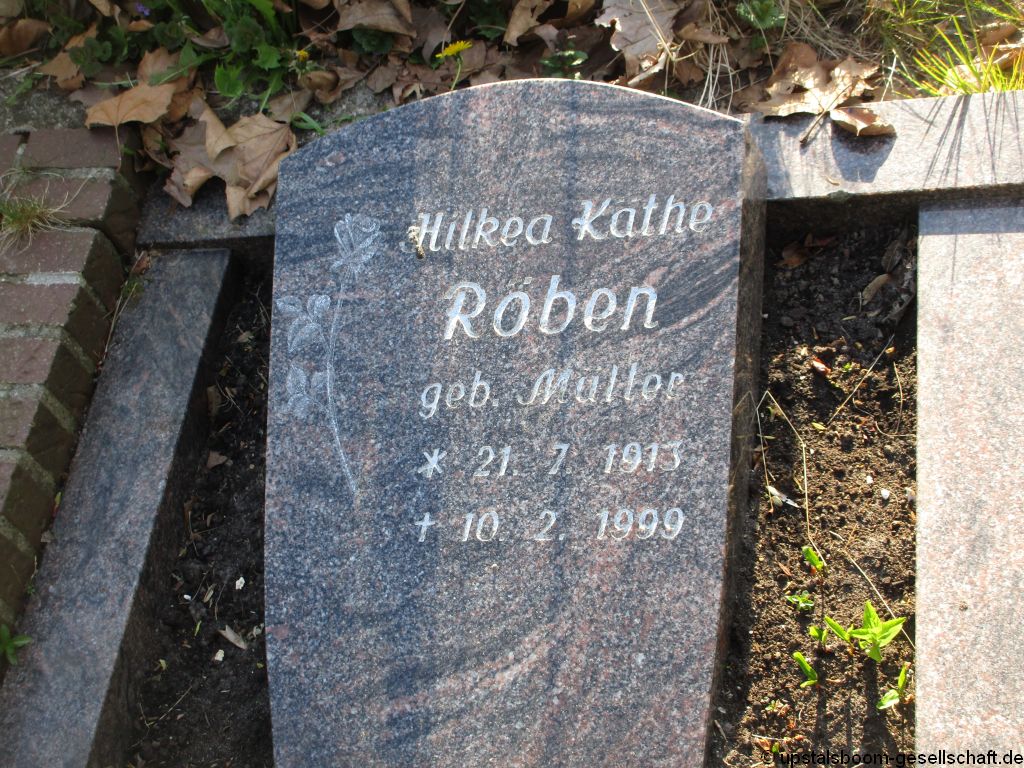 Hilkea Käthe
Röben
geb. Müller
* 21. 7. 1913
† 10. 2. 1999
© upstalsboom-gesellschaft.de